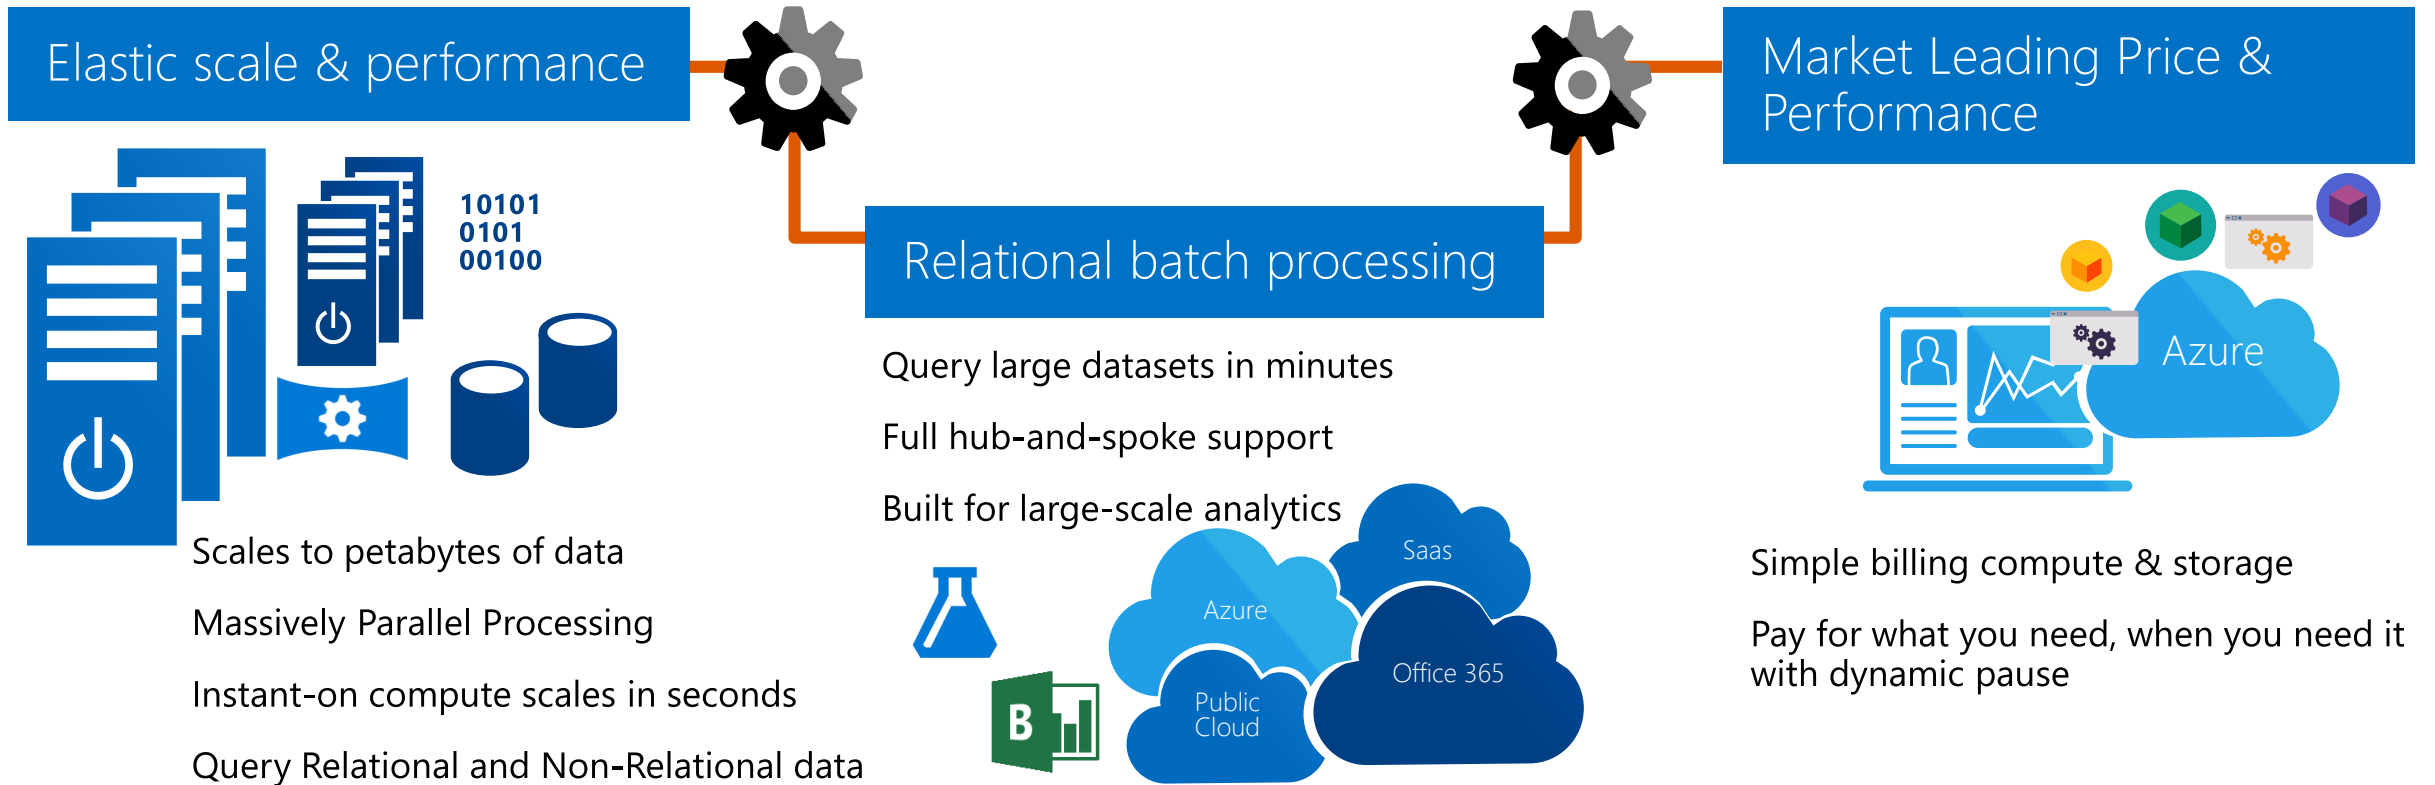 Elastic scale & performance
10101
0101
00100
Scales to petabytes of data
Massively Parallel Processing
Instant-on compute scales in seconds
Query Relational and Non-Relational data
Relational batch processing
Query large datasets in minutes
Full hub-and-spoke support
Built for large-scale analytics
Saas
Azure
Office 365
Public
Cloud
B
Market Leading Price &
Performance
Azure
Simple billing compute & storage
Pay for what you need, when you need it
with dynamic pause